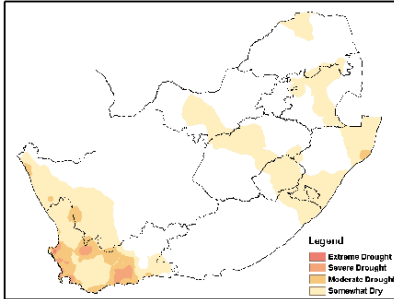 Legend
Extreme Drought
Severe Drought
Moderate Drought
Somewhat Dry